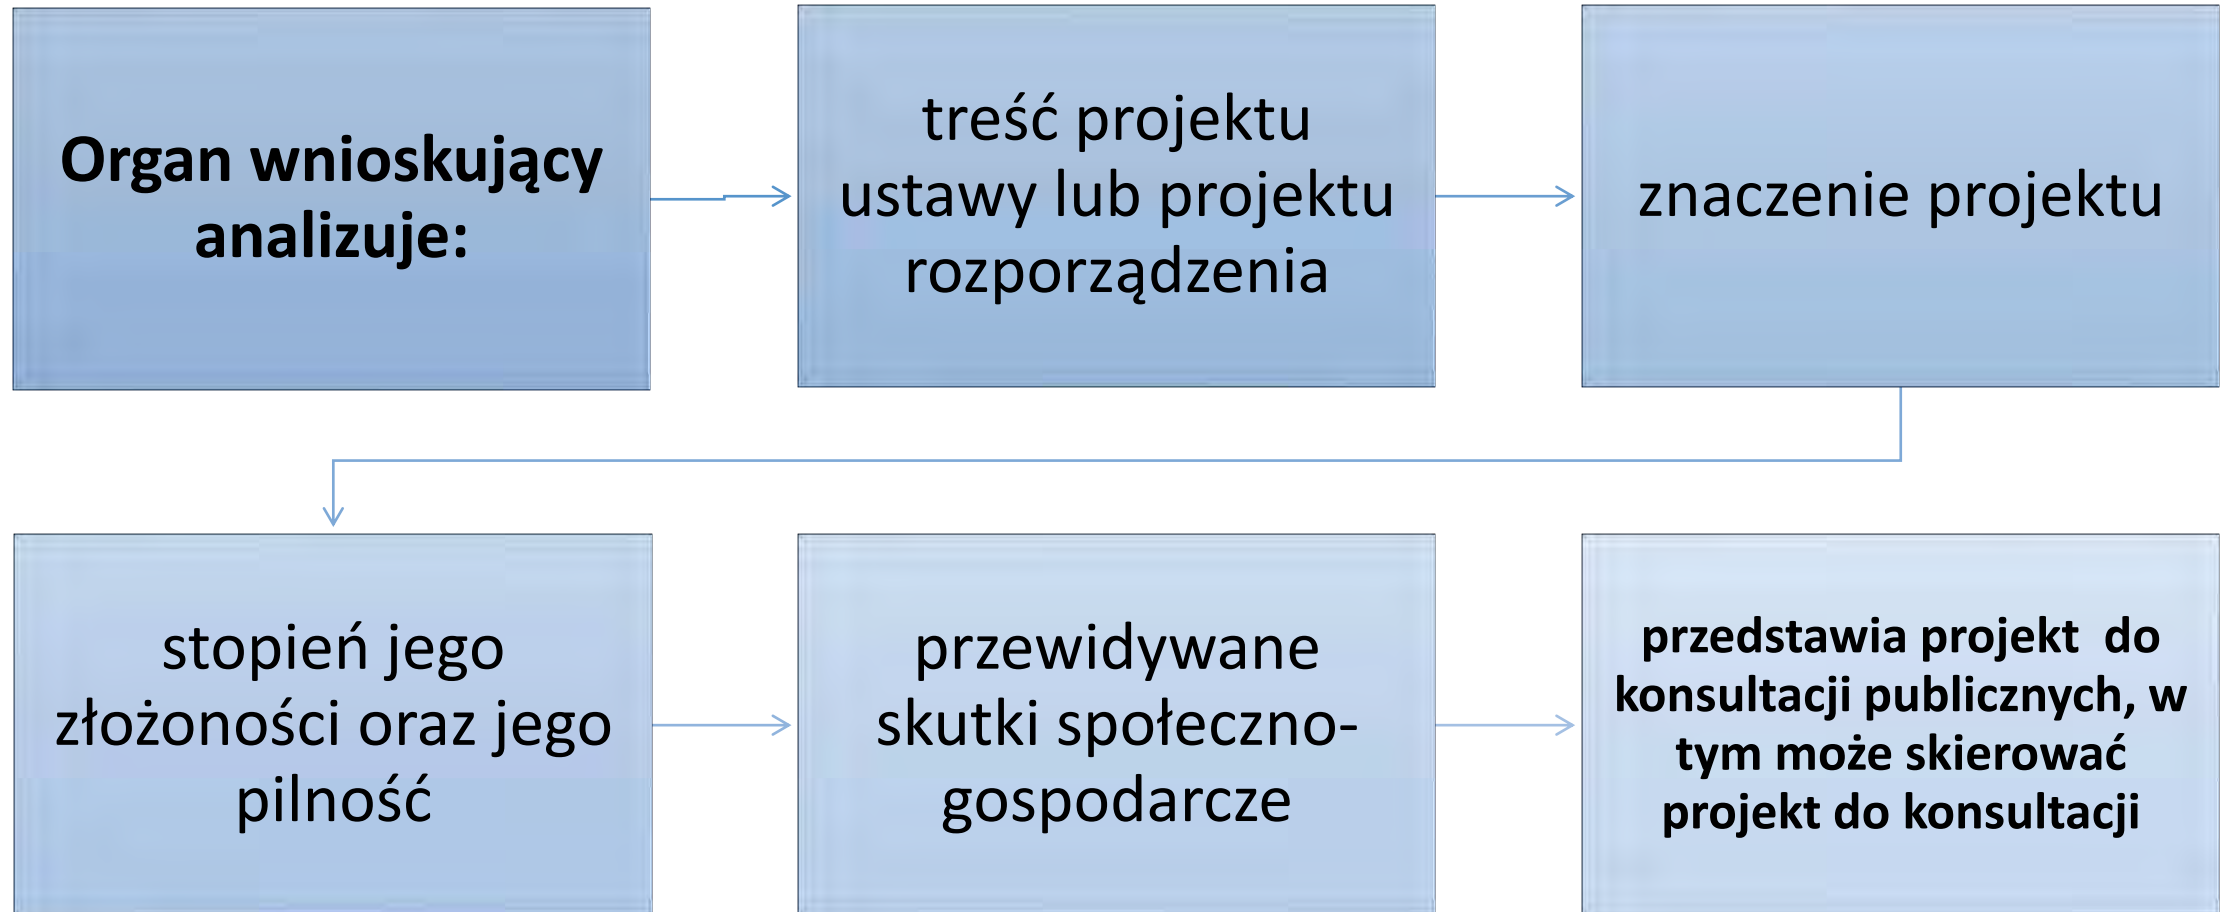 Organ wnioskujący
analizuje:
treść projektu
ustawy lub projektu
rozporządzenia
znaczenie projektu
stopień jego
złożoności oraz jego
pilność
przewidywane
skutki społeczno-
gospodarcze
przedstawia projekt do
konsultacji publicznych, w
tym może skierować
projekt do konsultacji